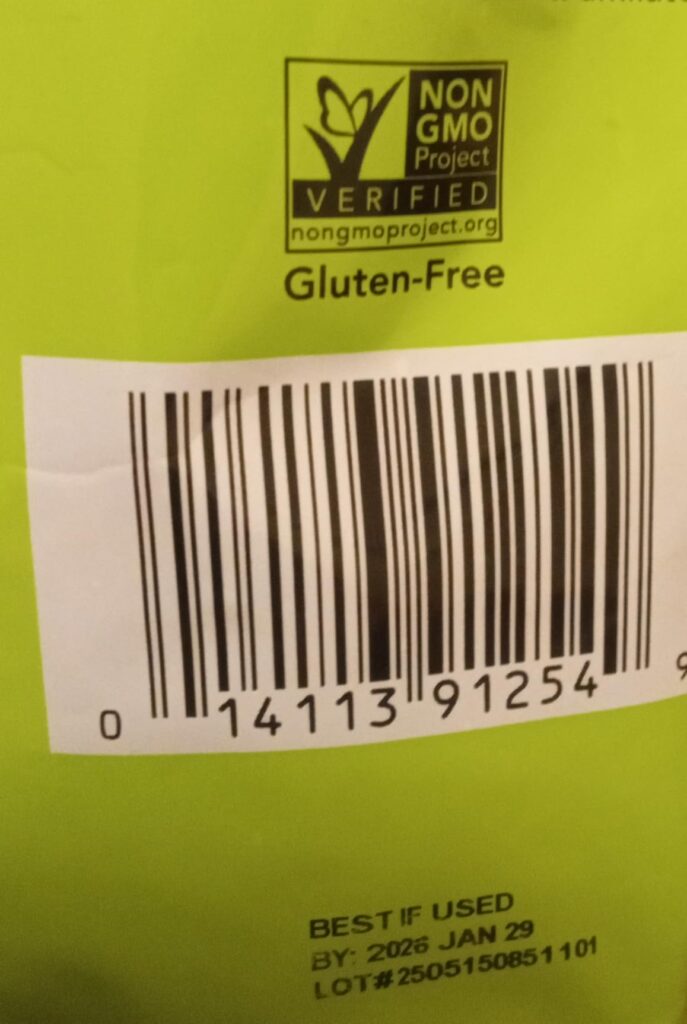 NON
GMO
Project
VERIFIED
nongmoproject.org
Gluten-Free
0 14113 91254 9
BEST IF USED
BY: 2026 JAN 29
LOT#2505150851101